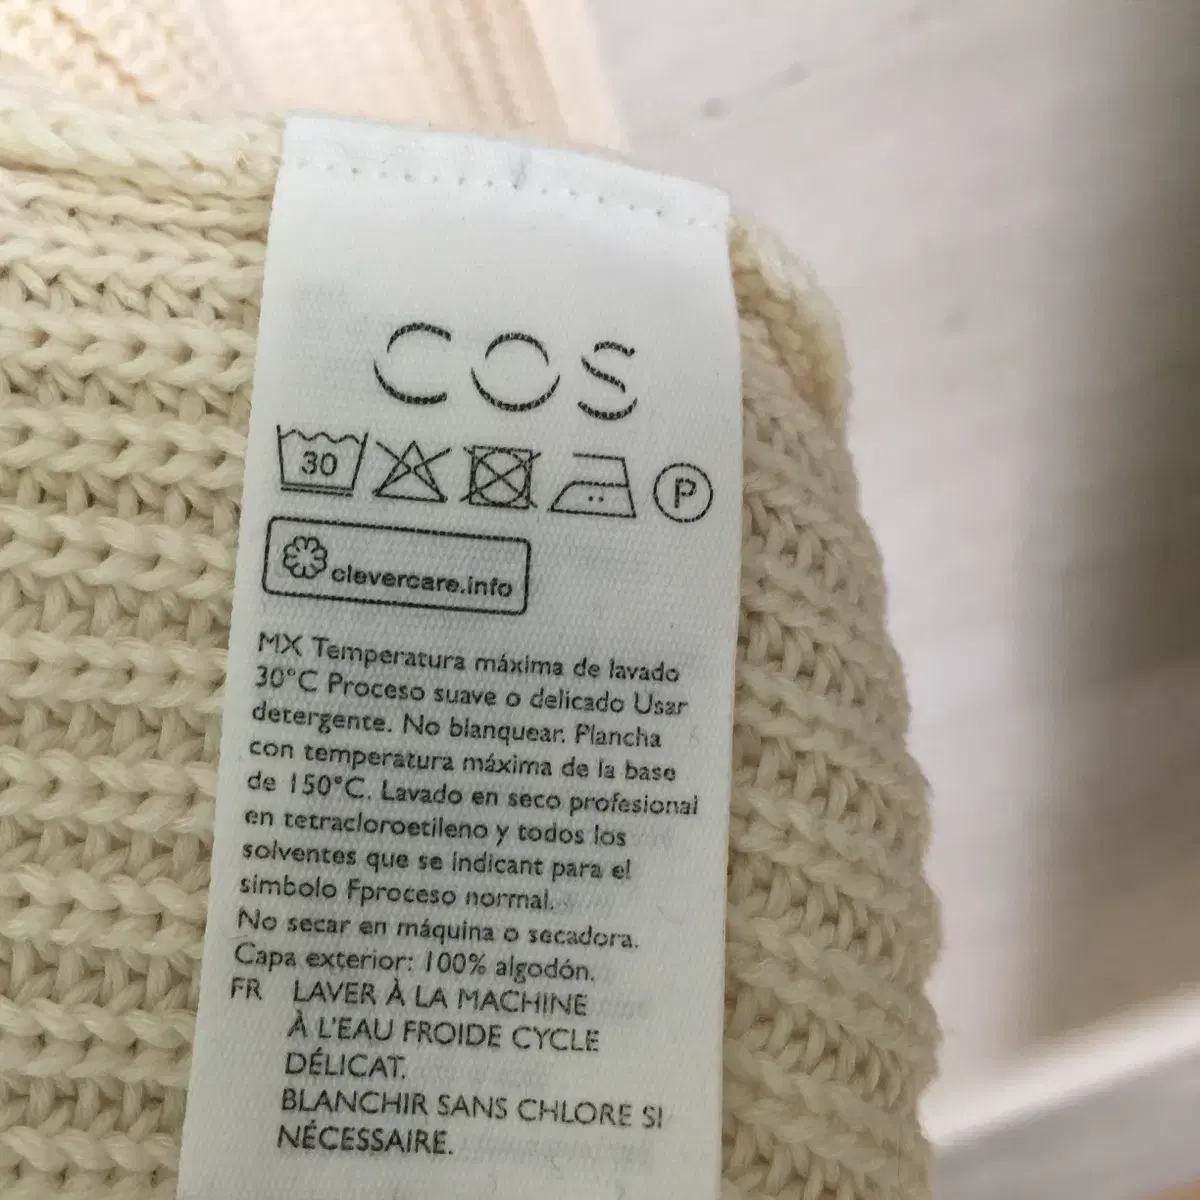 COS
30
P
clevercare.info
MX Temperatura máxima de lavado
30°C Proceso suave o delicado Usar
detergente. No blanquear. Plancha
con temperatura máxima de la base
de 150°C. Lavado en seco profesional
en tetracloroetileno y todos los
solventes que se indicant para el
símbolo Fproceso normal.
No secar en máquina o secadora.
Capa exterior: 100% algodón.
FR LAVER À LA MACHINE
À L'EAU FROIDE CYCLE
DÉLICAT.
BLANCHIR SANS CHLORE SI
NÉCESSAIRE.